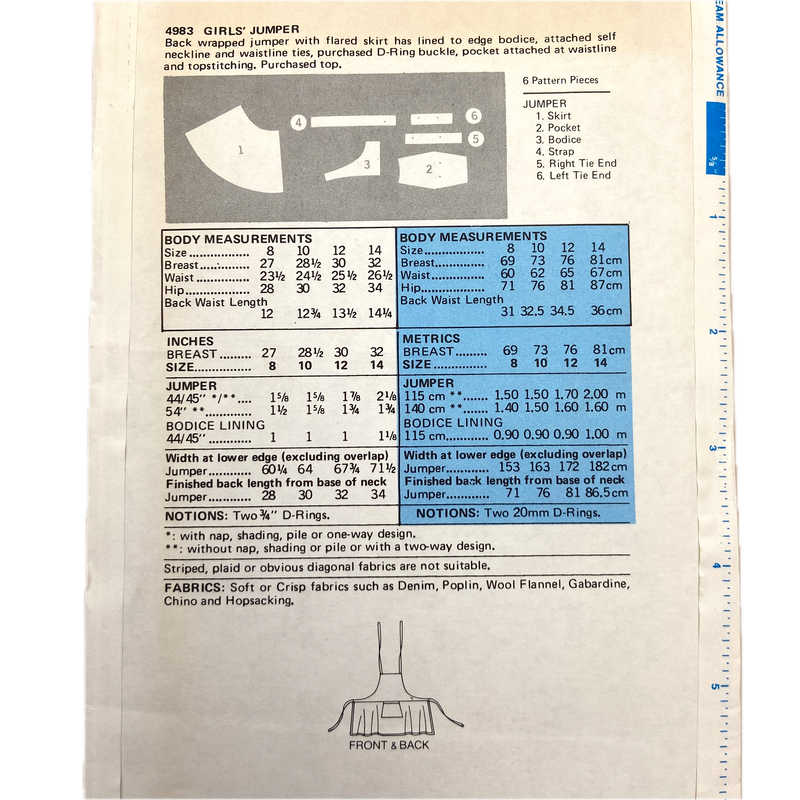 4983 GIRLS' JUMPER
Back wrapped jumper with flared skirt has lined to edge bodice, attached self
neckline and waistline ties, purchased D-Ring buckle, pocket attached at waistline
and topstitching. Purchased top.
1
4
3
6
5
2
6 Pattern Pieces
JUMPER
1. Skirt
2. Pocket
3. Bodice
4. Strap
5. Right Tie End
6. Left Tie End
BODY MEASUREMENTS
Size.................. 8 10 12 14
Breast.................. 27 28½ 30 32
Waist.................. 23½ 24½ 25½ 26½
Hip.................. 28 30 32 34
Back Waist Length
12 12¾ 13½ 14¼
BODY MEASUREMENTS
Size.................. 8 10 12 14
Breast.................. 69 73 76 81cm
Waist.................. 60 62 65 67cm
Hip.................. 71 76 81 87cm
Back Waist Length
31 32.5 34.5 36cm
INCHES
BREAST......... 27 28½ 30 32
SIZE............... 8 10 12 14
METRICS
BREAST......... 69 73 76 81cm
SIZE............... 8 10 12 14
JUMPER
44/45" */**.... 1⅝ 1⅝ 1⅞ 2⅛
54" **............ 1½ 1⅝ 1¾ 1¾
BODICE LINING
44/45"............ 1 1 1 1⅛
JUMPER
115 cm **....... 1.50 1.50 1.70 2.00 m
140 cm **....... 1.40 1.50 1.60 1.60 m
BODICE LINING
115 cm............ 0.90 0.90 0.90 1.00 m
Width at lower edge (excluding overlap)
Jumper............ 60¼ 64 67¾ 71½
Finished back length from base of neck
Jumper............ 28 30 32 34
Width at lower edge (excluding overlap)
Jumper............ 153 163 172 182cm
Finished back length from base of neck
Jumper............ 71 76 81 86.5cm
NOTIONS: Two ¾" D-Rings.
NOTIONS: Two 20mm D-Rings.
*: with nap, shading, pile or one-way design.
**: without nap, shading or pile or with a two-way design.
Striped, plaid or obvious diagonal fabrics are not suitable.
FABRICS: Soft or Crisp fabrics such as Denim, Poplin, Wool Flannel, Gabardine,
Chino and Hopsacking.
FRONT & BACK
EAM ALLOWANCE
5/8"
1
2
3
4
5